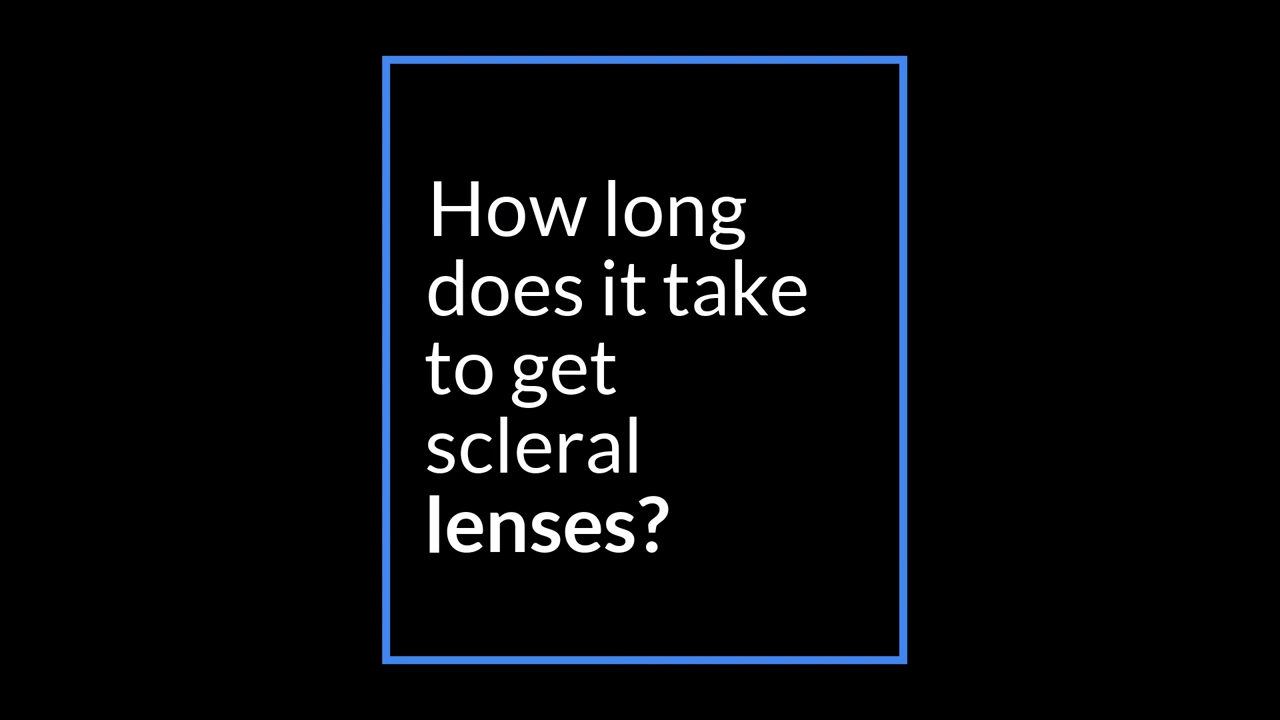 How long
does it take
to get
scleral
lenses?